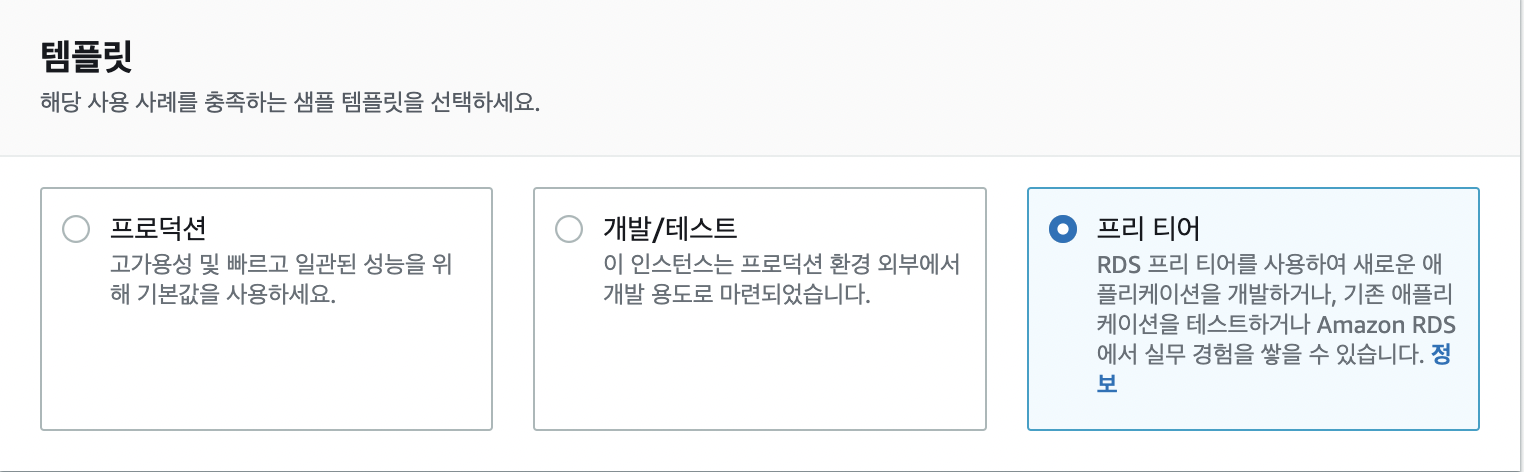 템플릿
해당 사용 사례를 충족하는 샘플 템플릿을 선택하세요.
프로덕션
고가용성 및 빠르고 일관된 성능을 위
해 기본값을 사용하세요.
개발/테스트
이 인스턴스는 프로덕션 환경 외부에서
개발 용도로 마련되었습니다.
프리 티어
RDS 프리 티어를 사용하여 새로운 애
플리케이션을 개발하거나, 기존 애플리
케이션을 테스트하거나 Amazon RDS
에서 실무 경험을 쌓을 수 있습니다. 정
보